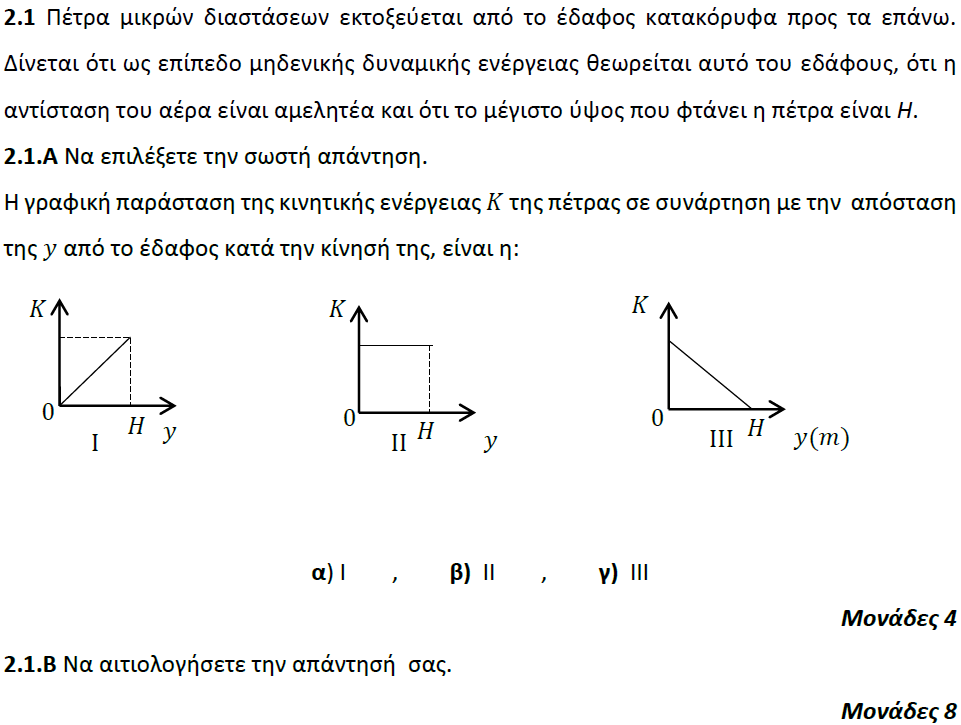 2.1 Πέτρα μικρών διαστάσεων εκτοξεύεται από το έδαφος κατακόρυφα προς τα επάνω.
Δίνεται ότι ως επίπεδο μηδενικής δυναμικής ενέργειας θεωρείται αυτό του εδάφους, ότι η
αντίσταση του αέρα είναι αμελητέα και ότι το μέγιστο ύψος που φτάνει η πέτρα είναι H.
2.1.A Να επιλέξετε την σωστή απάντηση.
Η γραφική παράσταση της κινητικής ενέργειας K της πέτρας σε συνάρτηση με την απόσταση
της y από το έδαφος κατά την κίνησή της, είναι η:
K
0
H
y
I
K
0
H
y
II
K
0
H
y(m)
III
α) I , β) II , γ) III
Μονάδες 4
2.1.B Να αιτιολογήσετε την απάντησή σας.
Μονάδες 8